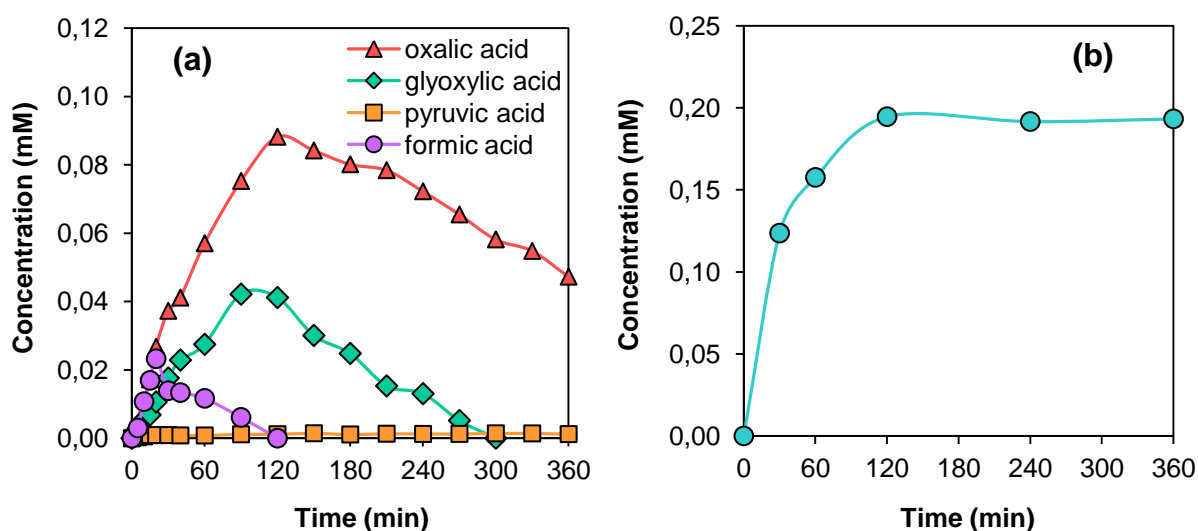 (a)
oxalic acid
glyoxylic acid
pyruvic acid
formic acid
0,12
0,10
0,08
0,06
0,04
0,02
0,00
Concentration (mM)
0 60 120 180 240 300 360
Time (min)
(b)
0,25
0,20
0,15
0,10
0,05
0,00
Concentration (mM)
0 60 120 180 240 300 360
Time (min)